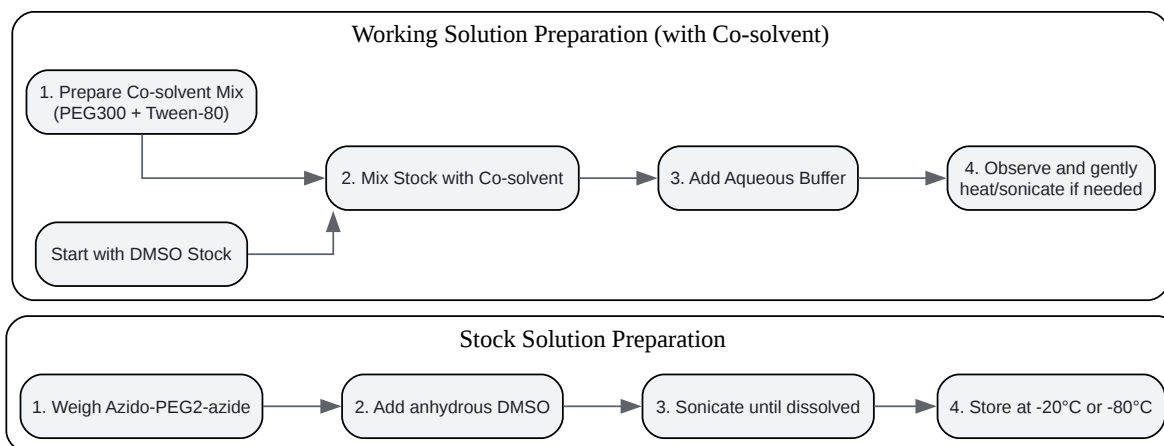 Working Solution Preparation (with Co-solvent)
1. Prepare Co-solvent Mix
(PEG300 + Tween-80)
2. Mix Stock with Co-solvent
3. Add Aqueous Buffer
4. Observe and gently
heat/sonicate if needed
Start with DMSO Stock
Stock Solution Preparation
1. Weigh Azido-PEG2-azide
2. Add anhydrous DMSO
3. Sonicate until dissolved
4. Store at -20°C or -80°C